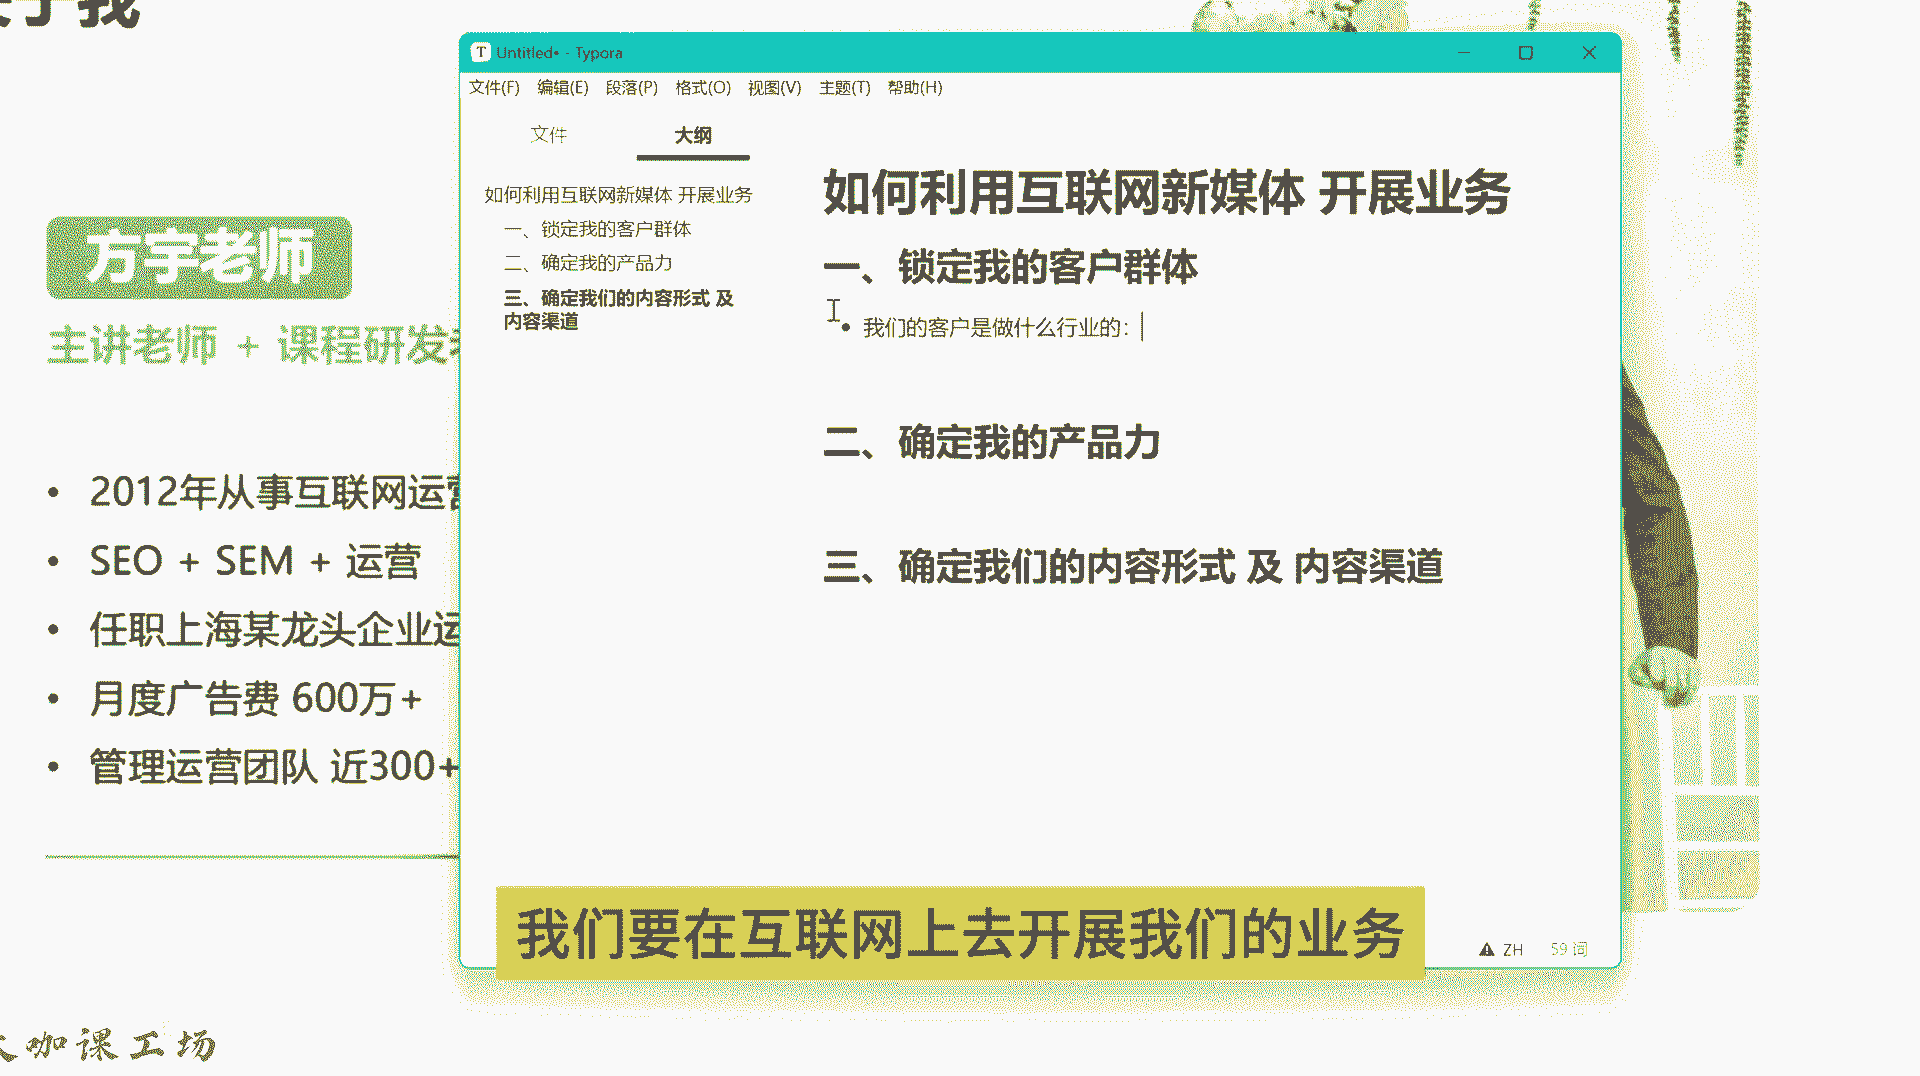 于我
方宇老师
主讲老师 + 课程研发
2012年从事互联网运营
SEO + SEM + 运营
任职上海某龙头企业运
月度广告费 600万+
管理运营团队 近300+
咖课工场
Untitled• - Typora
文件(F) 编辑(E) 段落(P) 格式(O) 视图(V) 主题(T) 帮助(H)
文件 大纲
如何利用互联网新媒体 开展业务
一、锁定我的客户群体
二、确定我的产品力
三、确定我们的内容形式 及
内容渠道
如何利用互联网新媒体 开展业务
一、锁定我的客户群体
我们的客户是做什么行业的：
二、确定我的产品力
三、确定我们的内容形式 及 内容渠道
我们要在互联网上去开展我们的业务
ZH 59 词